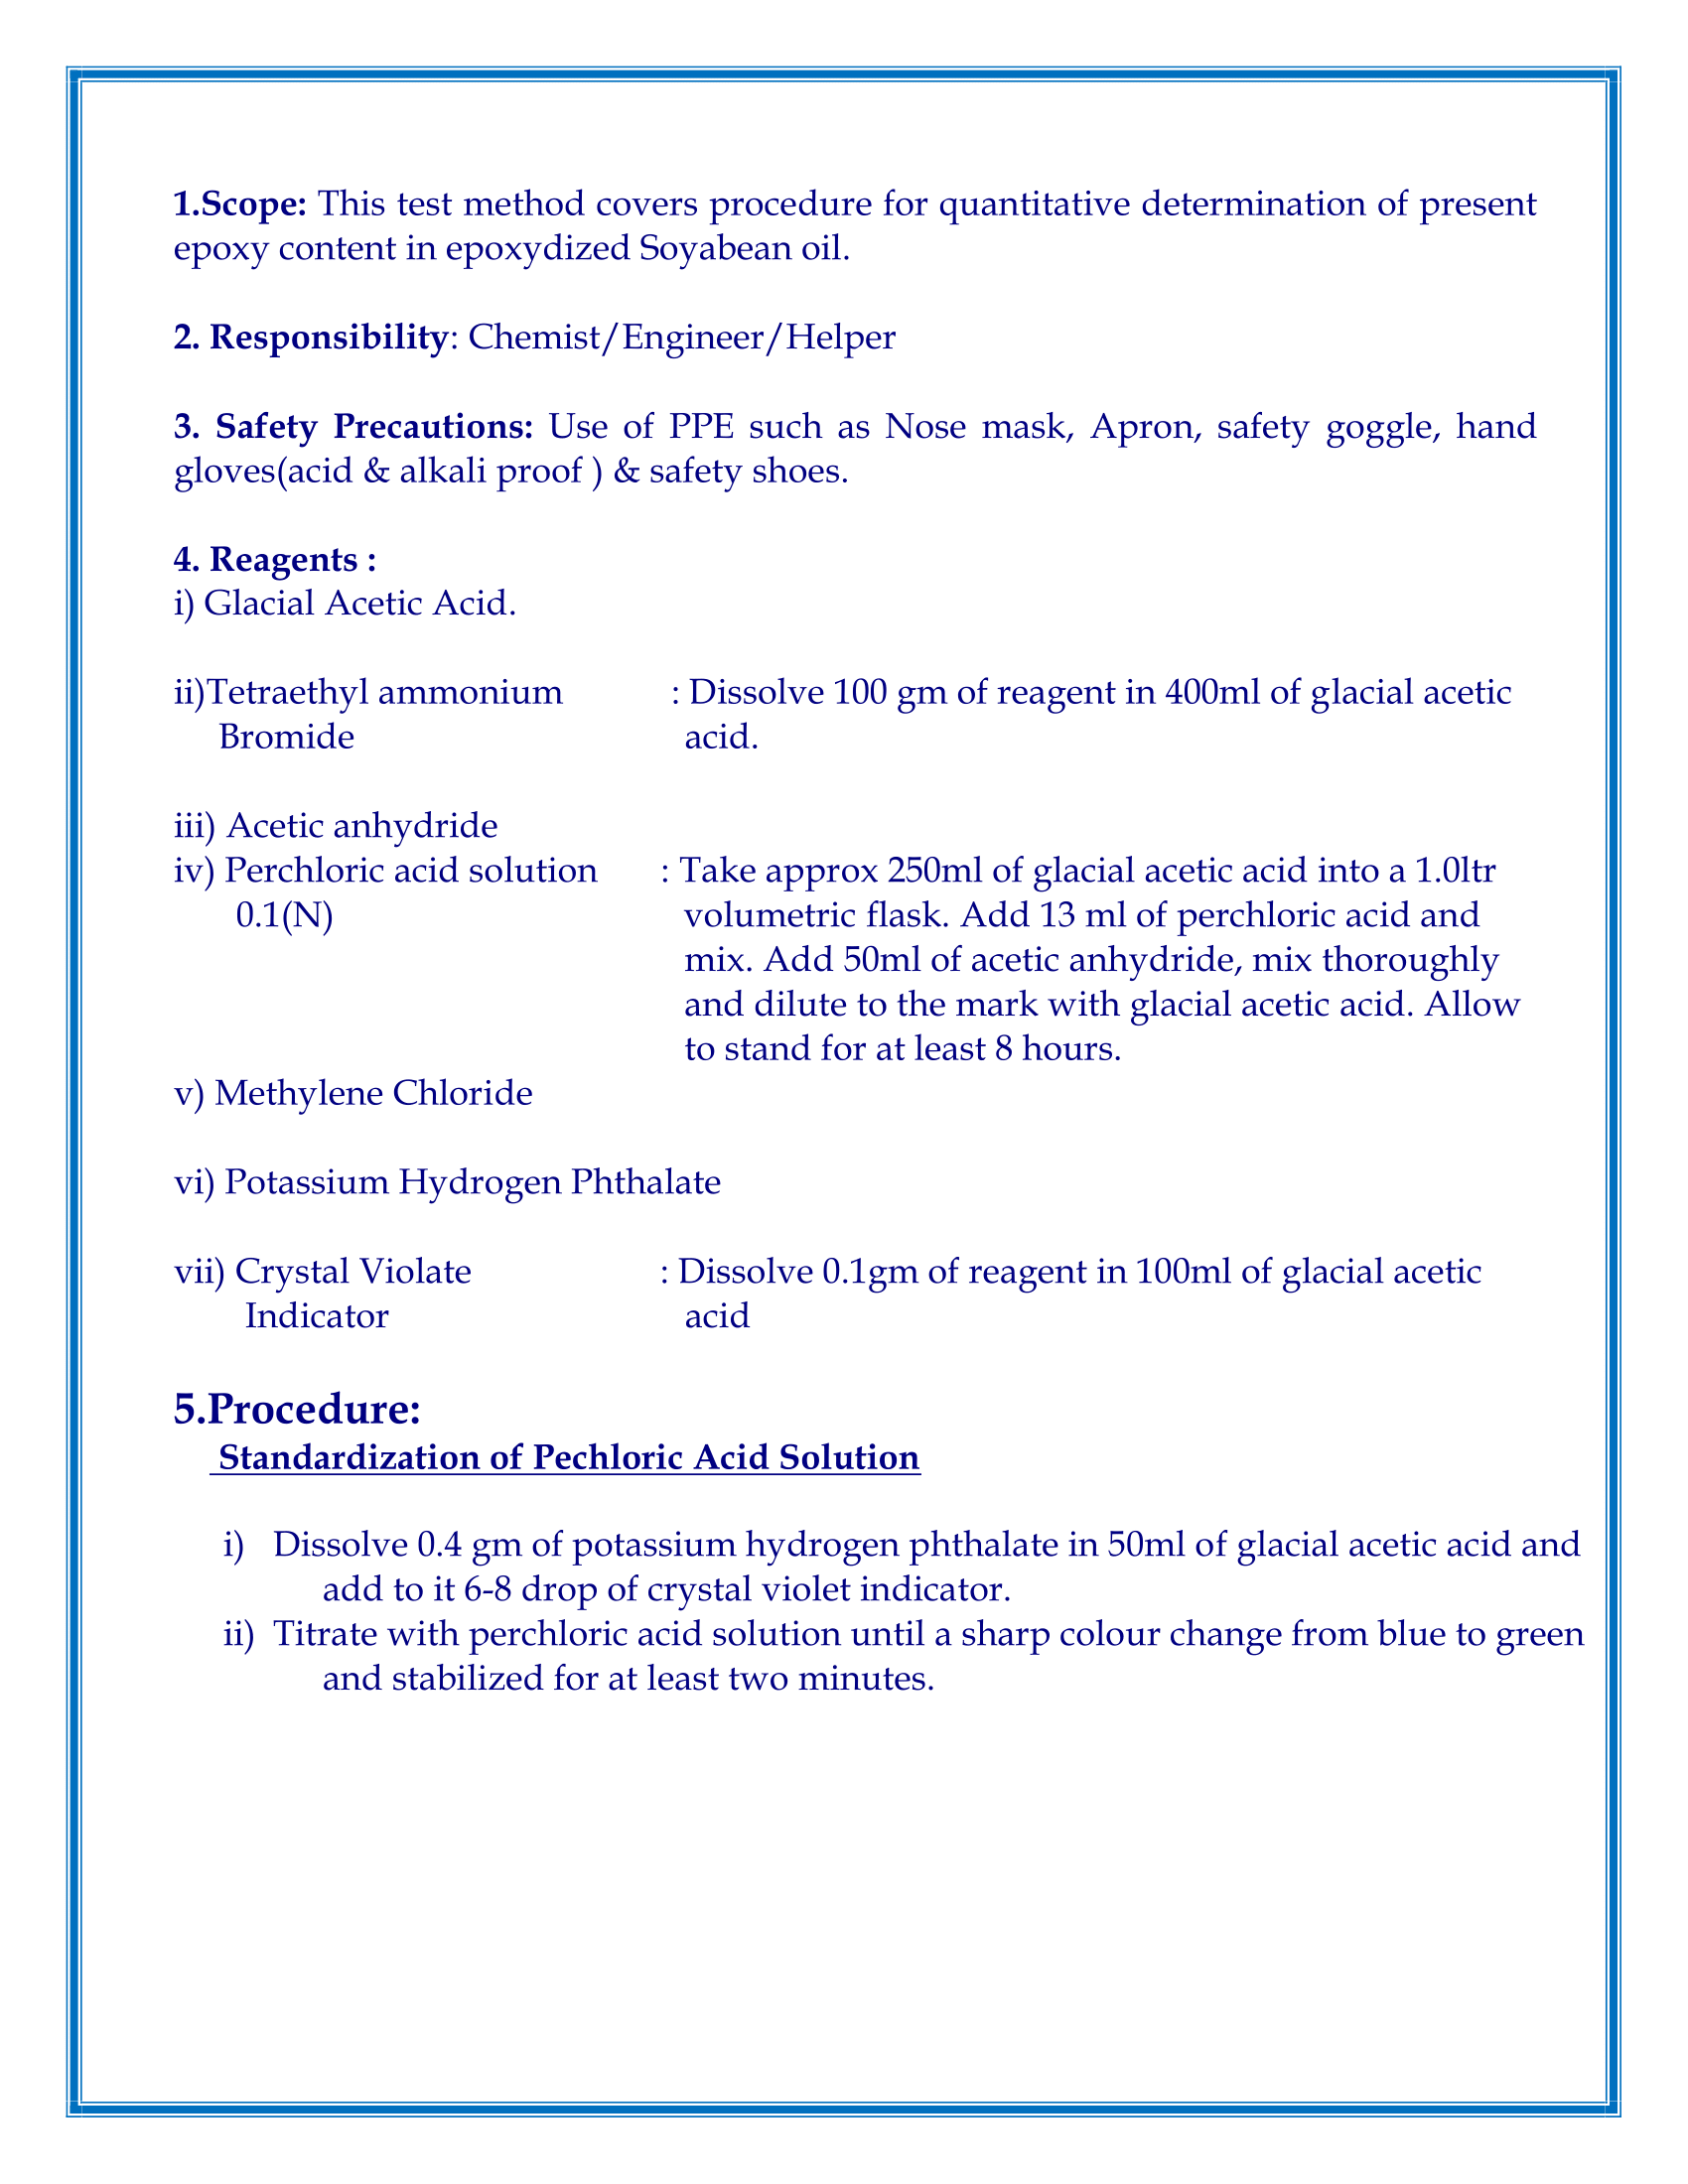 1.Scope: This test method covers procedure for quantitative determination of present
epoxy content in epoxydized Soyabean oil.
2. Responsibility: Chemist/Engineer/Helper
3. Safety Precautions: Use of PPE such as Nose mask, Apron, safety goggle, hand
gloves(acid & alkali proof ) & safety shoes.
4. Reagents :
i) Glacial Acetic Acid.
ii)Tetraethyl ammonium : Dissolve 100 gm of reagent in 400ml of glacial acetic
Bromide acid.
iii) Acetic anhydride
iv) Perchloric acid solution : Take approx 250ml of glacial acetic acid into a 1.0ltr
0.1(N) volumetric flask. Add 13 ml of perchloric acid and
mix. Add 50ml of acetic anhydride, mix thoroughly
and dilute to the mark with glacial acetic acid. Allow
to stand for at least 8 hours.
v) Methylene Chloride
vi) Potassium Hydrogen Phthalate
vii) Crystal Violate : Dissolve 0.1gm of reagent in 100ml of glacial acetic
Indicator acid
5.Procedure:
Standardization of Pechloric Acid Solution
i) Dissolve 0.4 gm of potassium hydrogen phthalate in 50ml of glacial acetic acid and
add to it 6-8 drop of crystal violet indicator.
ii) Titrate with perchloric acid solution until a sharp colour change from blue to green
and stabilized for at least two minutes.